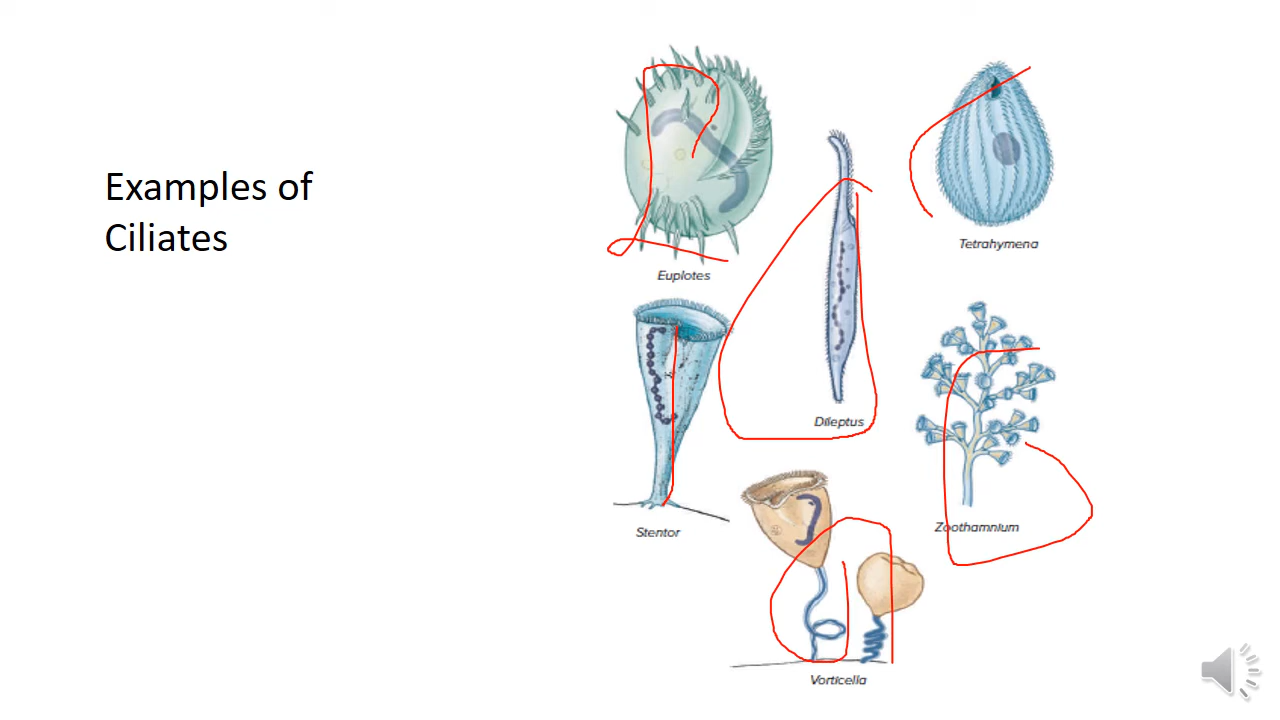 Examples of
Ciliates
Euplotes
Tetrahymena
Dileptus
Stentor
Zoothamnium
Vorticella